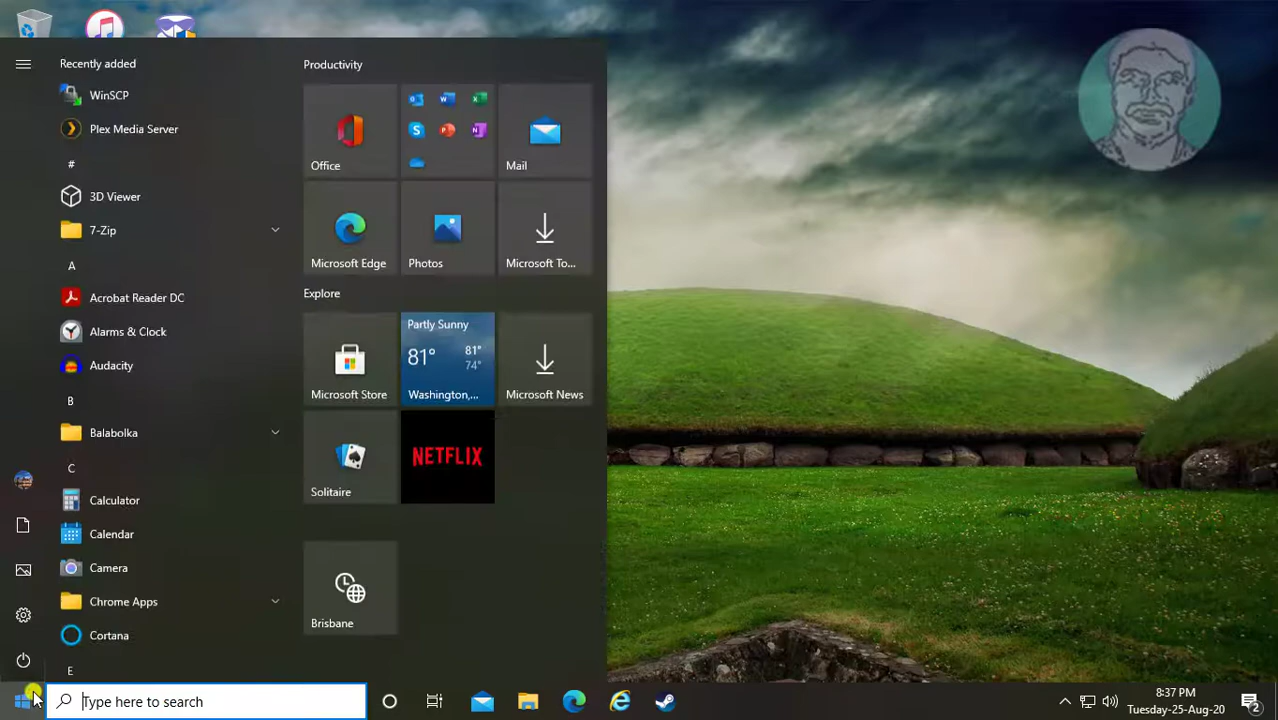 Recently added
WinSCP
Plex Media Server
#
3D Viewer
7-Zip
A
Acrobat Reader DC
Alarms & Clock
Audacity
B
Balabolka
C
Calculator
Calendar
Camera
Chrome Apps
Cortana
E
Productivity
Office
Mail
Microsoft Edge
Photos
Microsoft To...
Explore
Microsoft Store
Partly Sunny
81° 81°
74°
Washington,...
Microsoft News
Solitaire
NETFLIX
Brisbane
Type here to search
8:37 PM
Tuesday-25-Aug-20
2